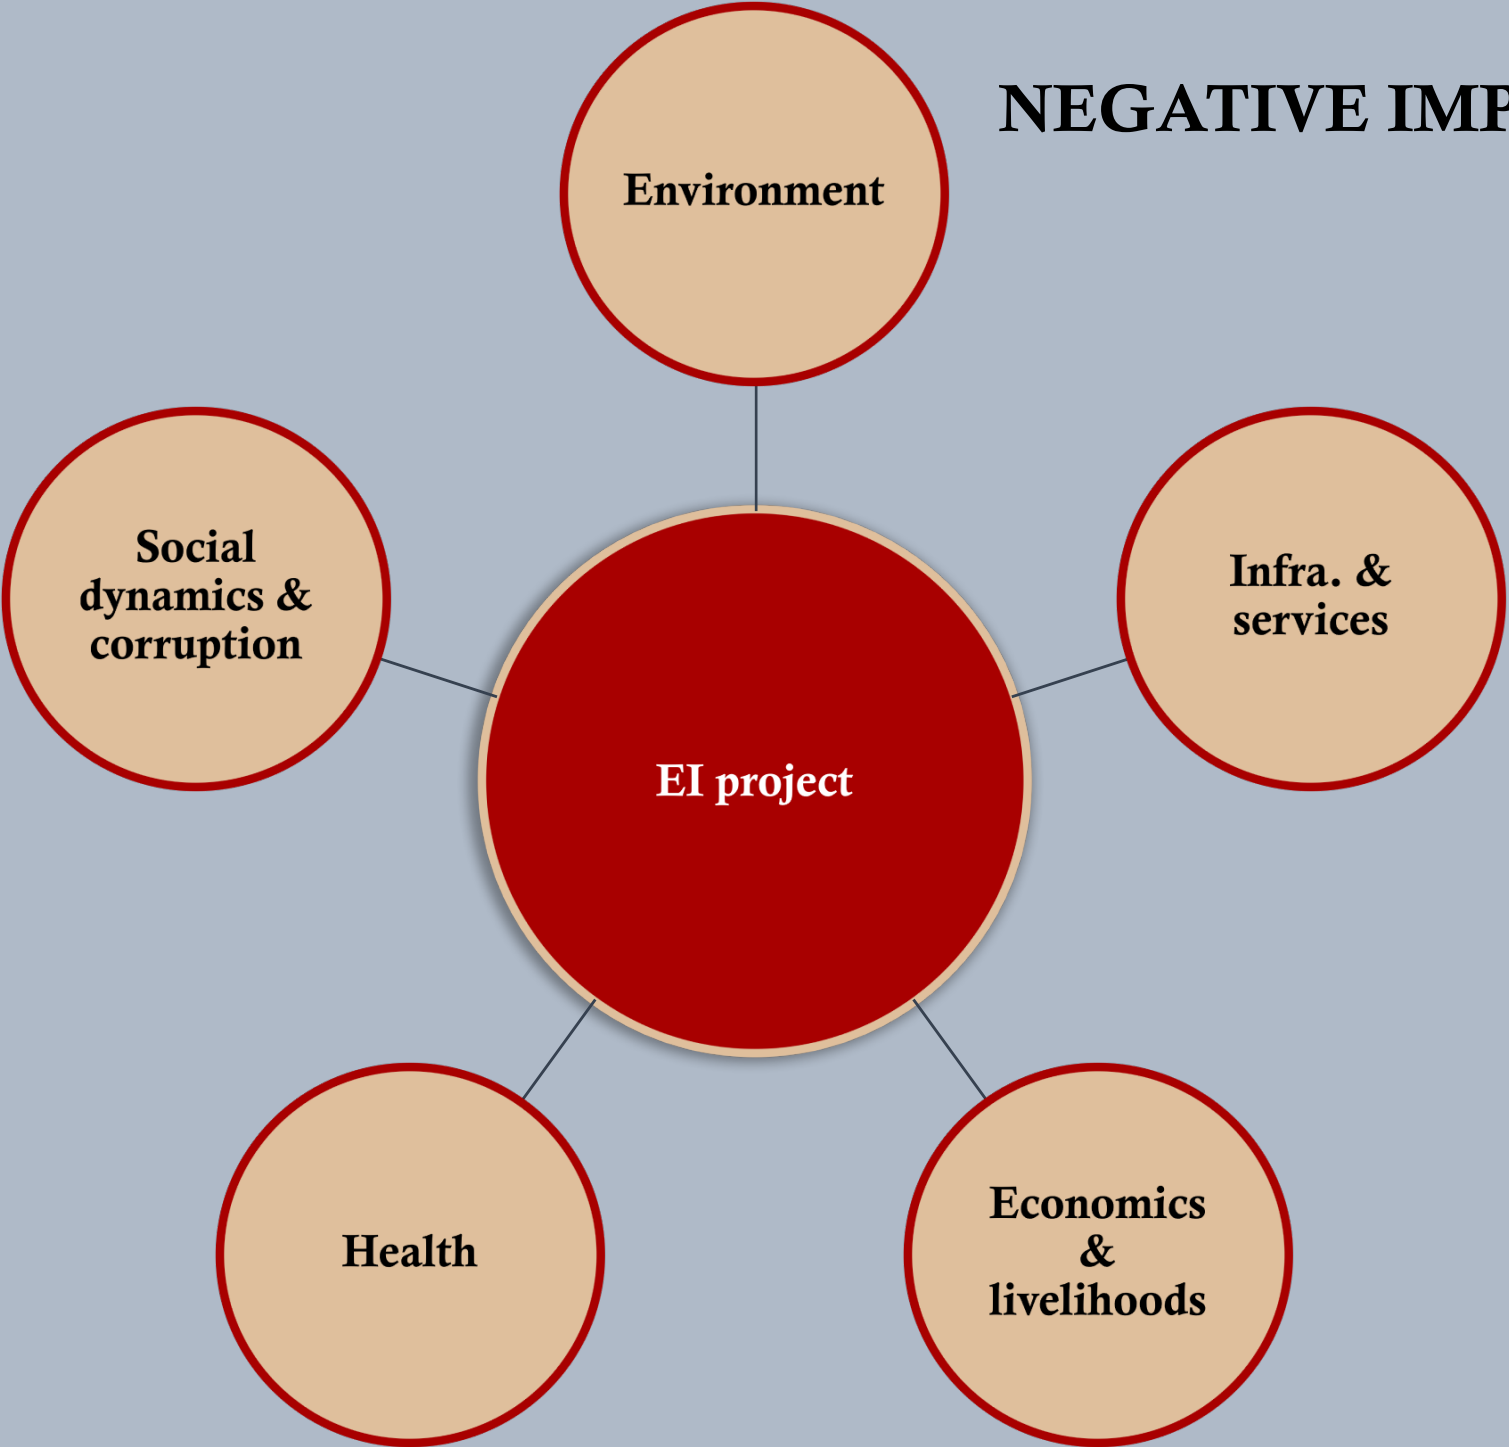 NEGATIVE IMP
Environment
Social
dynamics &
corruption
Infra. &
services
EI project
Health
Economics
&
livelihoods